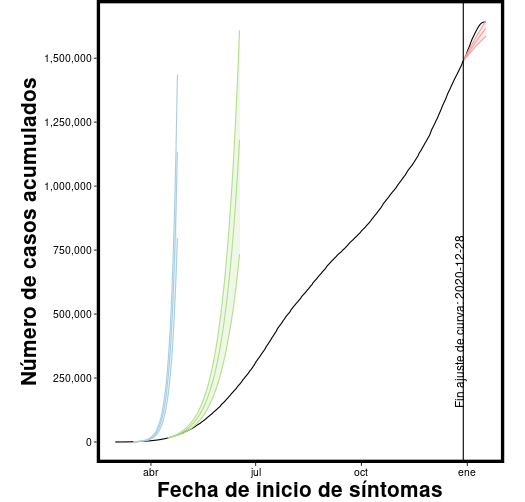 Número de casos acumulados
1,500,000
1,250,000
1,000,000
750,000
500,000
250,000
0
Fin ajuste de curva: 2020-12-28
abr jul oct ene
Fecha de inicio de síntomas